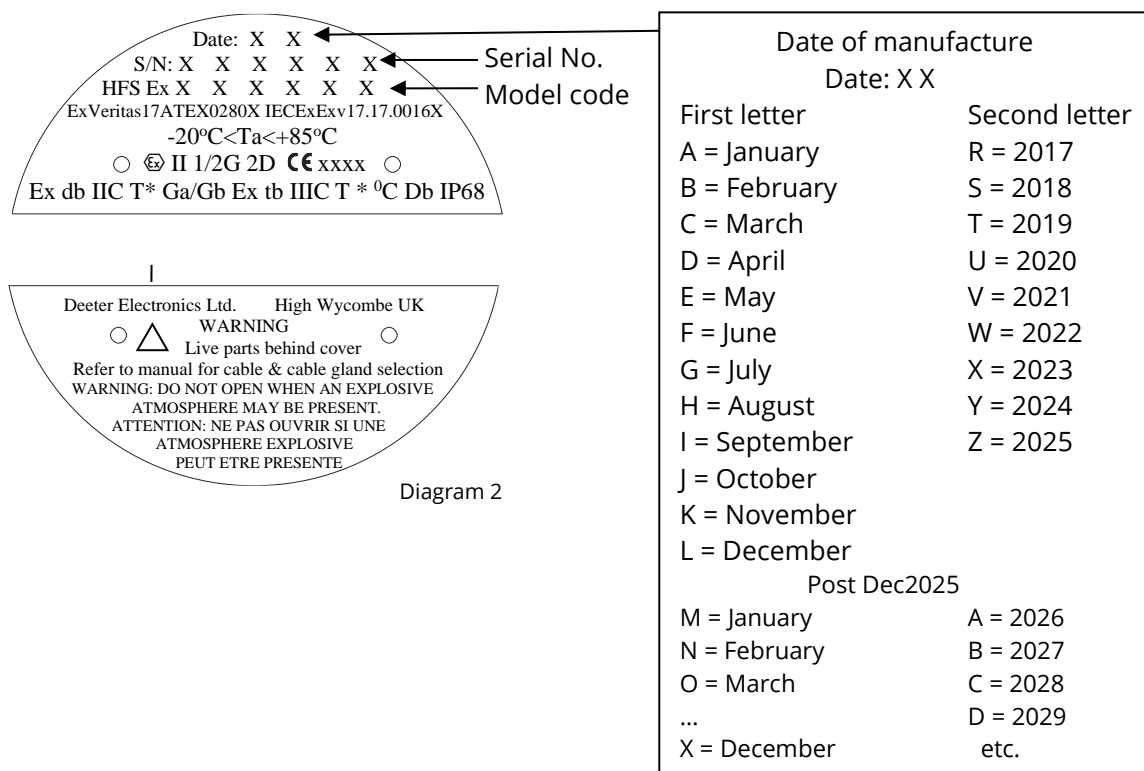 Date: X X
S/N: X X X X X X
HFS Ex X X X X X X
ExVeritas17ATEX0280X IECExExv17.17.0016X
-20°C<Ta<+85°C
Ex II 1/2G 2D CE xxxx
Ex db IIC T* Ga/Gb Ex tb IIIC T * ⁰C Db IP68
Serial No.
Model code
I
Deeter Electronics Ltd. High Wycombe UK
WARNING
Live parts behind cover
Refer to manual for cable & cable gland selection
WARNING: DO NOT OPEN WHEN AN EXPLOSIVE
ATMOSPHERE MAY BE PRESENT.
ATTENTION: NE PAS OUVRIR SI UNE
ATMOSPHERE EXPLOSIVE
PEUT ETRE PRESENTE
Diagram 2
Date of manufacture
Date: X X
First letter Second letter
A = January R = 2017
B = February S = 2018
C = March T = 2019
D = April U = 2020
E = May V = 2021
F = June W = 2022
G = July X = 2023
H = August Y = 2024
I = September Z = 2025
J = October
K = November
L = December
Post Dec2025
M = January A = 2026
N = February B = 2027
O = March C = 2028
... D = 2029
X = December etc.